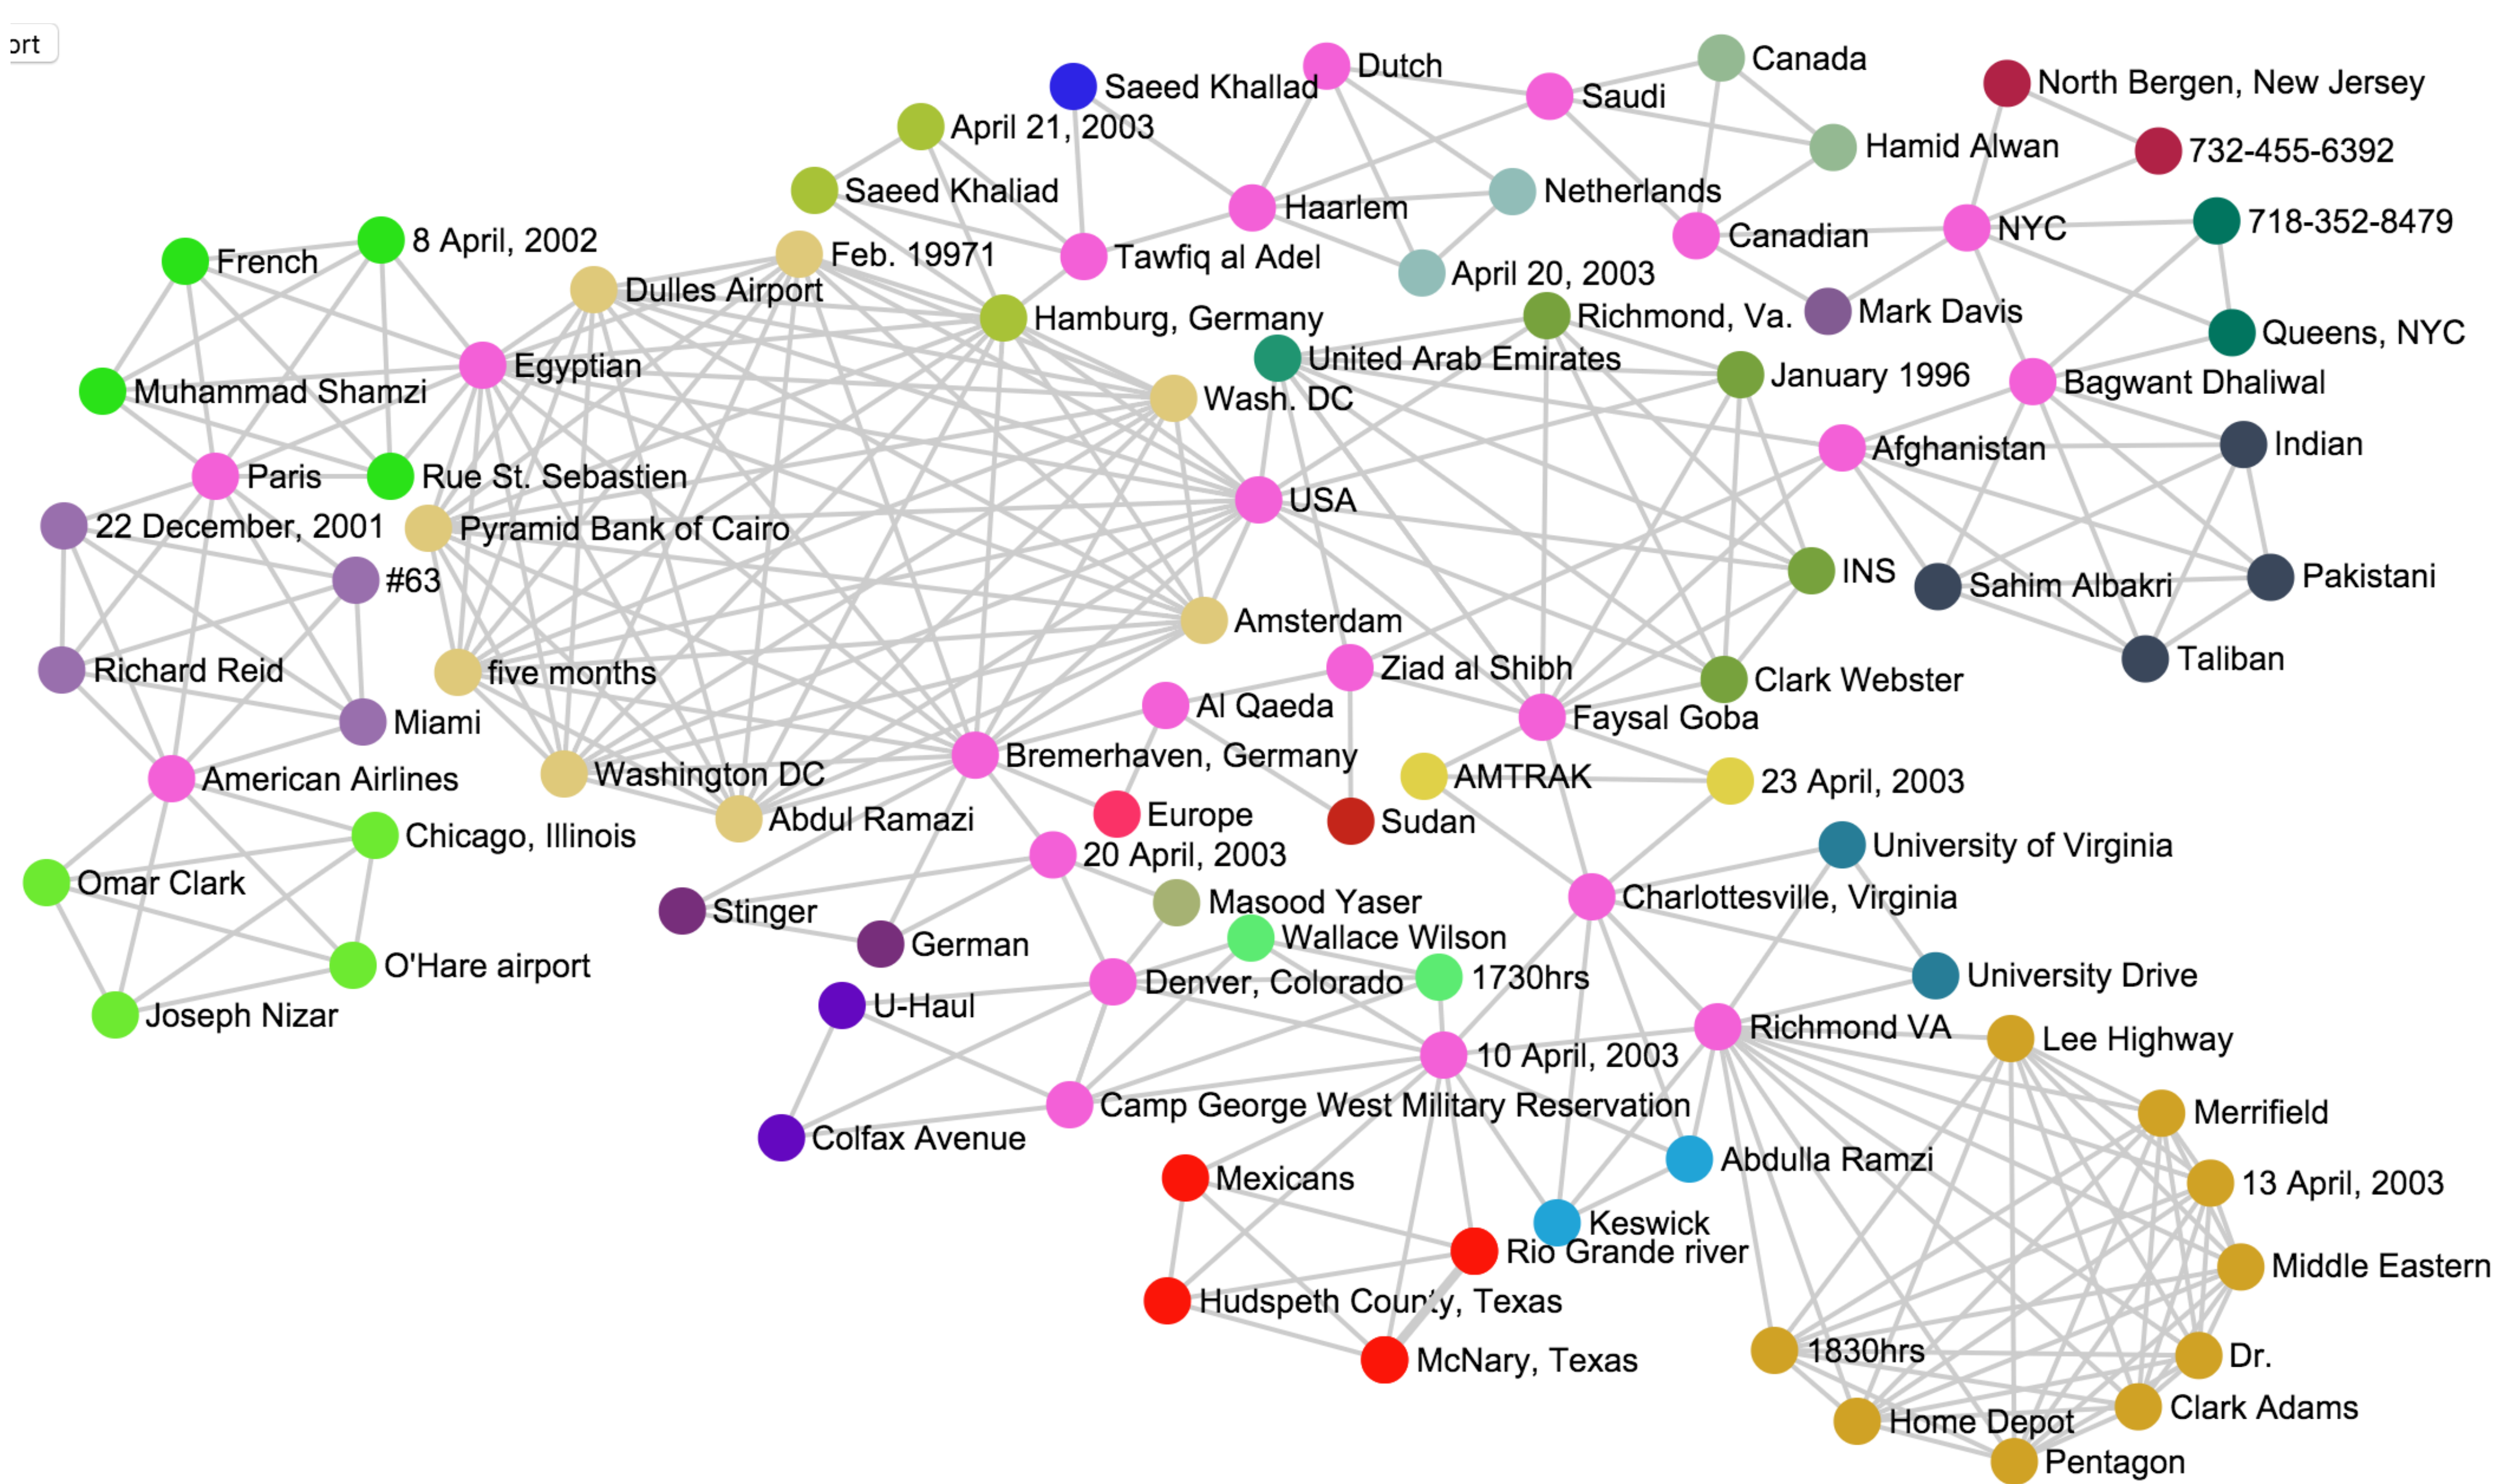 ort
Dutch
Canada
Saeed Khallad
Saudi
North Bergen, New Jersey
April 21, 2003
Hamid Alwan
732-455-6392
Saeed Khaliad
Netherlands
Haarlem
718-352-8479
8 April, 2002
Canadian
NYC
French
Feb. 19971
Tawfiq al Adel
April 20, 2003
Dulles Airport
Hamburg, Germany
Richmond, Va.
Mark Davis
Queens, NYC
Egyptian
United Arab Emirates
January 1996
Bagwant Dhaliwal
Muhammad Shamzi
Wash. DC
Afghanistan
Indian
Paris
Rue St. Sebastien
USA
22 December, 2001
Pyramid Bank of Cairo
#63
INS
Sahim Albakri
Pakistani
Amsterdam
Richard Reid
five months
Ziad al Shibh
Clark Webster
Taliban
Miami
Al Qaeda
Faysal Goba
Bremerhaven, Germany
American Airlines
Washington DC
AMTRAK
23 April, 2003
Abdul Ramazi
Europe
Sudan
Chicago, Illinois
20 April, 2003
University of Virginia
Omar Clark
Stinger
Masood Yaser
Charlottesville, Virginia
German
Wallace Wilson
O'Hare airport
Denver, Colorado
1730hrs
University Drive
Joseph Nizar
U-Haul
Richmond VA
Lee Highway
10 April, 2003
Camp George West Military Reservation
Merrifield
Colfax Avenue
Abdulla Ramzi
Mexicans
13 April, 2003
Keswick
Rio Grande river
Middle Eastern
Hudspeth County, Texas
1830hrs
Dr.
McNary, Texas
Clark Adams
Home Depot
Pentagon